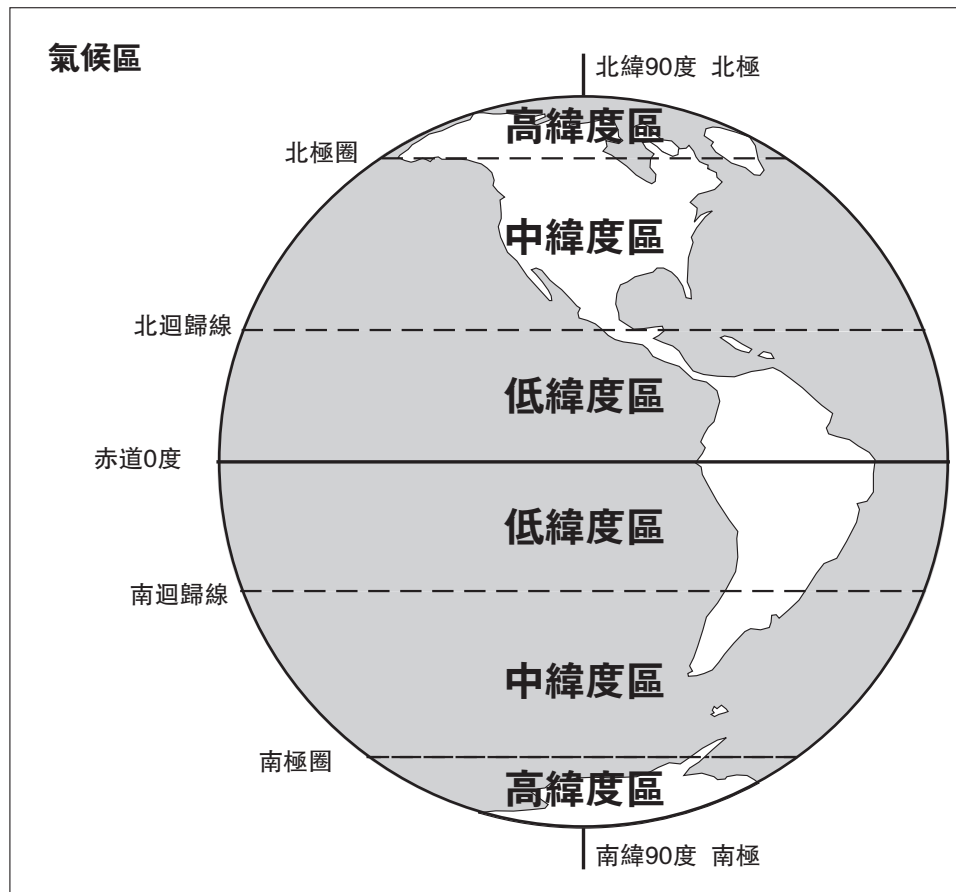 氣候區
北緯90度 北極
高緯度區
北極圈
中緯度區
北迴歸線
低緯度區
赤道0度
低緯度區
南迴歸線
中緯度區
南極圈
高緯度區
南緯90度 南極